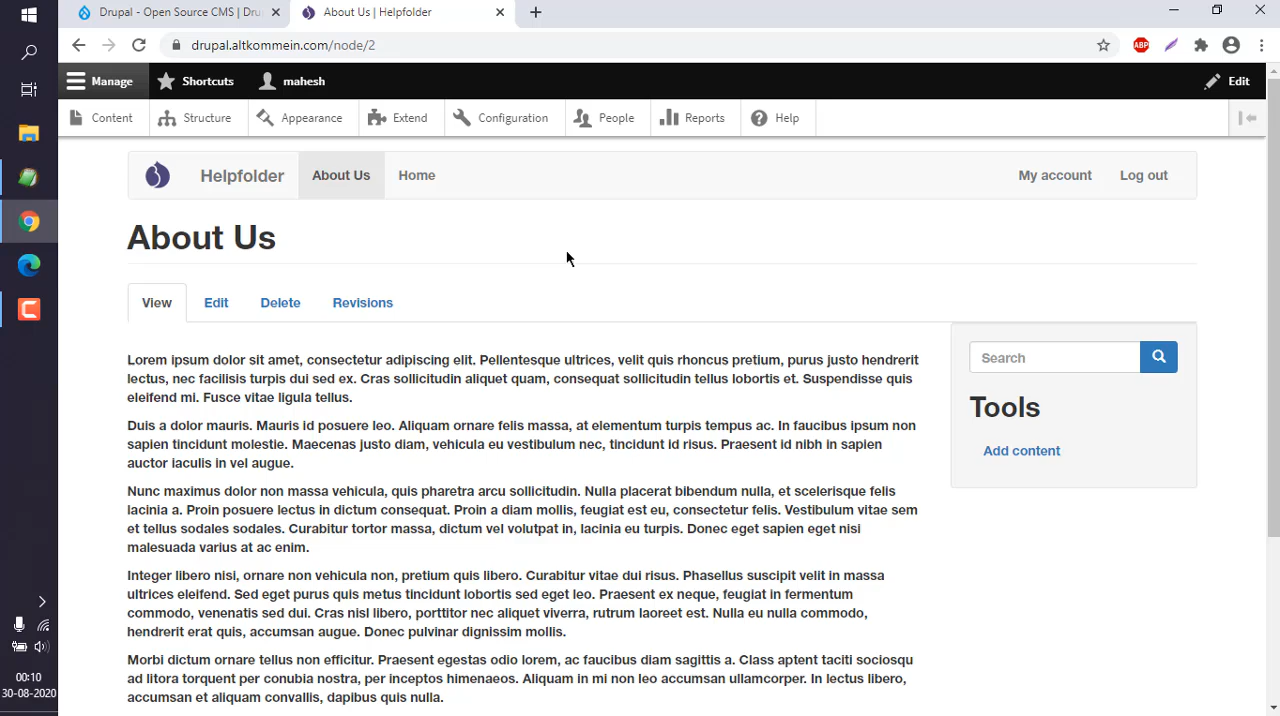 Drupal - Open Source CMS | Dru
About Us | Helpfolder
drupal.altkommein.com/node/2
ABP
Manage
Shortcuts
mahesh
Edit
Content
Structure
Appearance
Extend
Configuration
People
Reports
Help
Helpfolder
About Us
Home
My account
Log out
About Us
View
Edit
Delete
Revisions
Lorem ipsum dolor sit amet, consectetur adipiscing elit. Pellentesque ultrices, velit quis rhoncus pretium, purus justo hendrerit
lectus, nec facilisis turpis dui sed ex. Cras sollicitudin aliquet quam, consequat sollicitudin tellus lobortis et. Suspendisse quis
eleifend mi. Fusce vitae ligula tellus.
Duis a dolor mauris. Mauris id posuere leo. Aliquam ornare felis massa, at elementum turpis tempus ac. In faucibus ipsum non
sapien tincidunt molestie. Maecenas justo diam, vehicula eu vestibulum nec, tincidunt id risus. Praesent id nibh in sapien
auctor iaculis in vel augue.
Nunc maximus dolor non massa vehicula, quis pharetra arcu sollicitudin. Nulla placerat bibendum nulla, et scelerisque felis
lacinia a. Proin posuere lectus in dictum consequat. Proin a diam mollis, feugiat est eu, consectetur felis. Vestibulum vitae sem
et tellus sodales sodales. Curabitur tortor massa, dictum vel volutpat in, lacinia eu turpis. Donec eget sapien eget nisi
malesuada varius at ac enim.
Integer libero nisi, ornare non vehicula non, pretium quis libero. Curabitur vitae dui risus. Phasellus suscipit velit in massa
ultrices eleifend. Sed eget purus quis metus tincidunt lobortis sed eget leo. Praesent ex neque, feugiat in fermentum
commodo, venenatis sed dui. Cras nisl libero, porttitor nec aliquet viverra, rutrum laoreet est. Nulla eu nulla commodo,
hendrerit erat quis, accumsan augue. Donec pulvinar dignissim mollis.
Morbi dictum ornare tellus non efficitur. Praesent egestas odio lorem, ac faucibus diam sagittis a. Class aptent taciti sociosqu
ad litora torquent per conubia nostra, per inceptos himenaeos. Aliquam in mi non leo accumsan ullamcorper. In lectus libero,
accumsan et aliquam convallis, dapibus quis nulla.
Search
Tools
Add content
00:10
30-08-2020